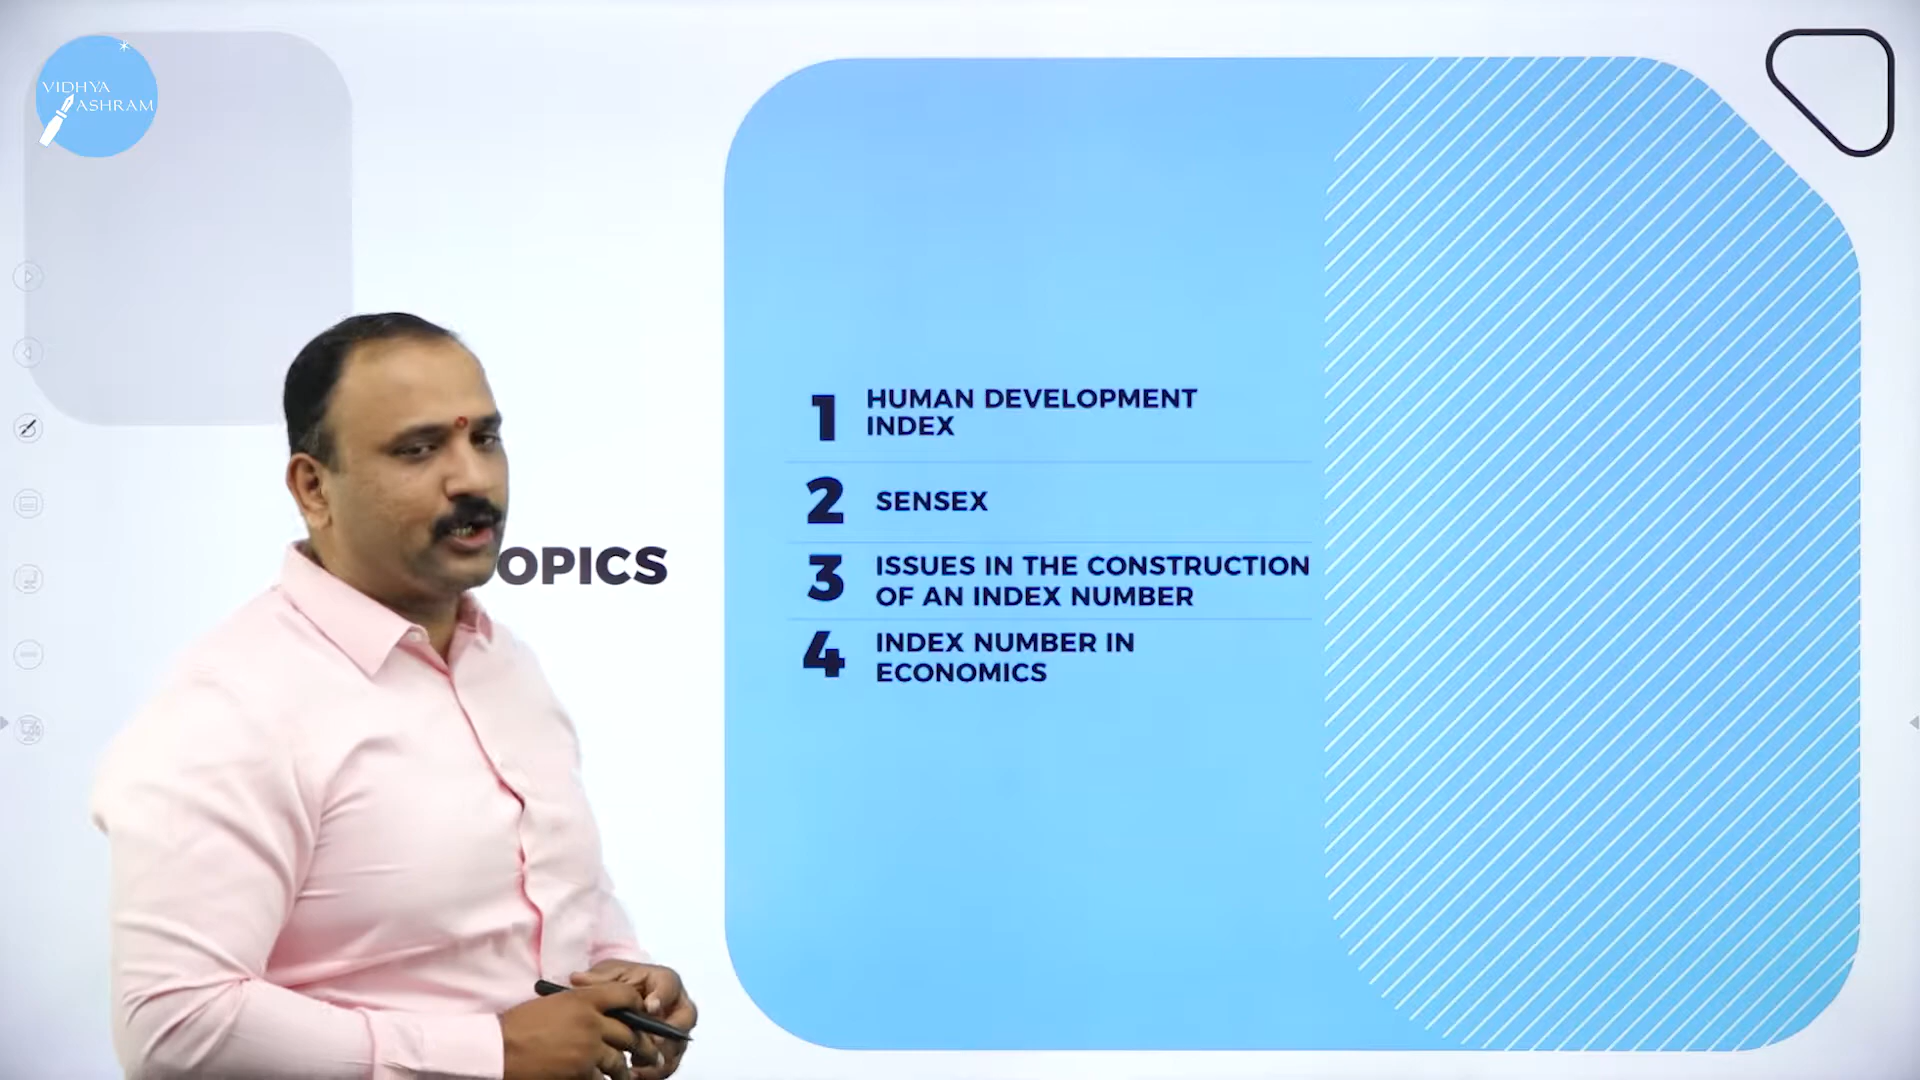 VIDHYA
ASHRAM
OPICS
1 HUMAN DEVELOPMENT
INDEX
2 SENSEX
3 ISSUES IN THE CONSTRUCTION
OF AN INDEX NUMBER
4 INDEX NUMBER IN
ECONOMICS